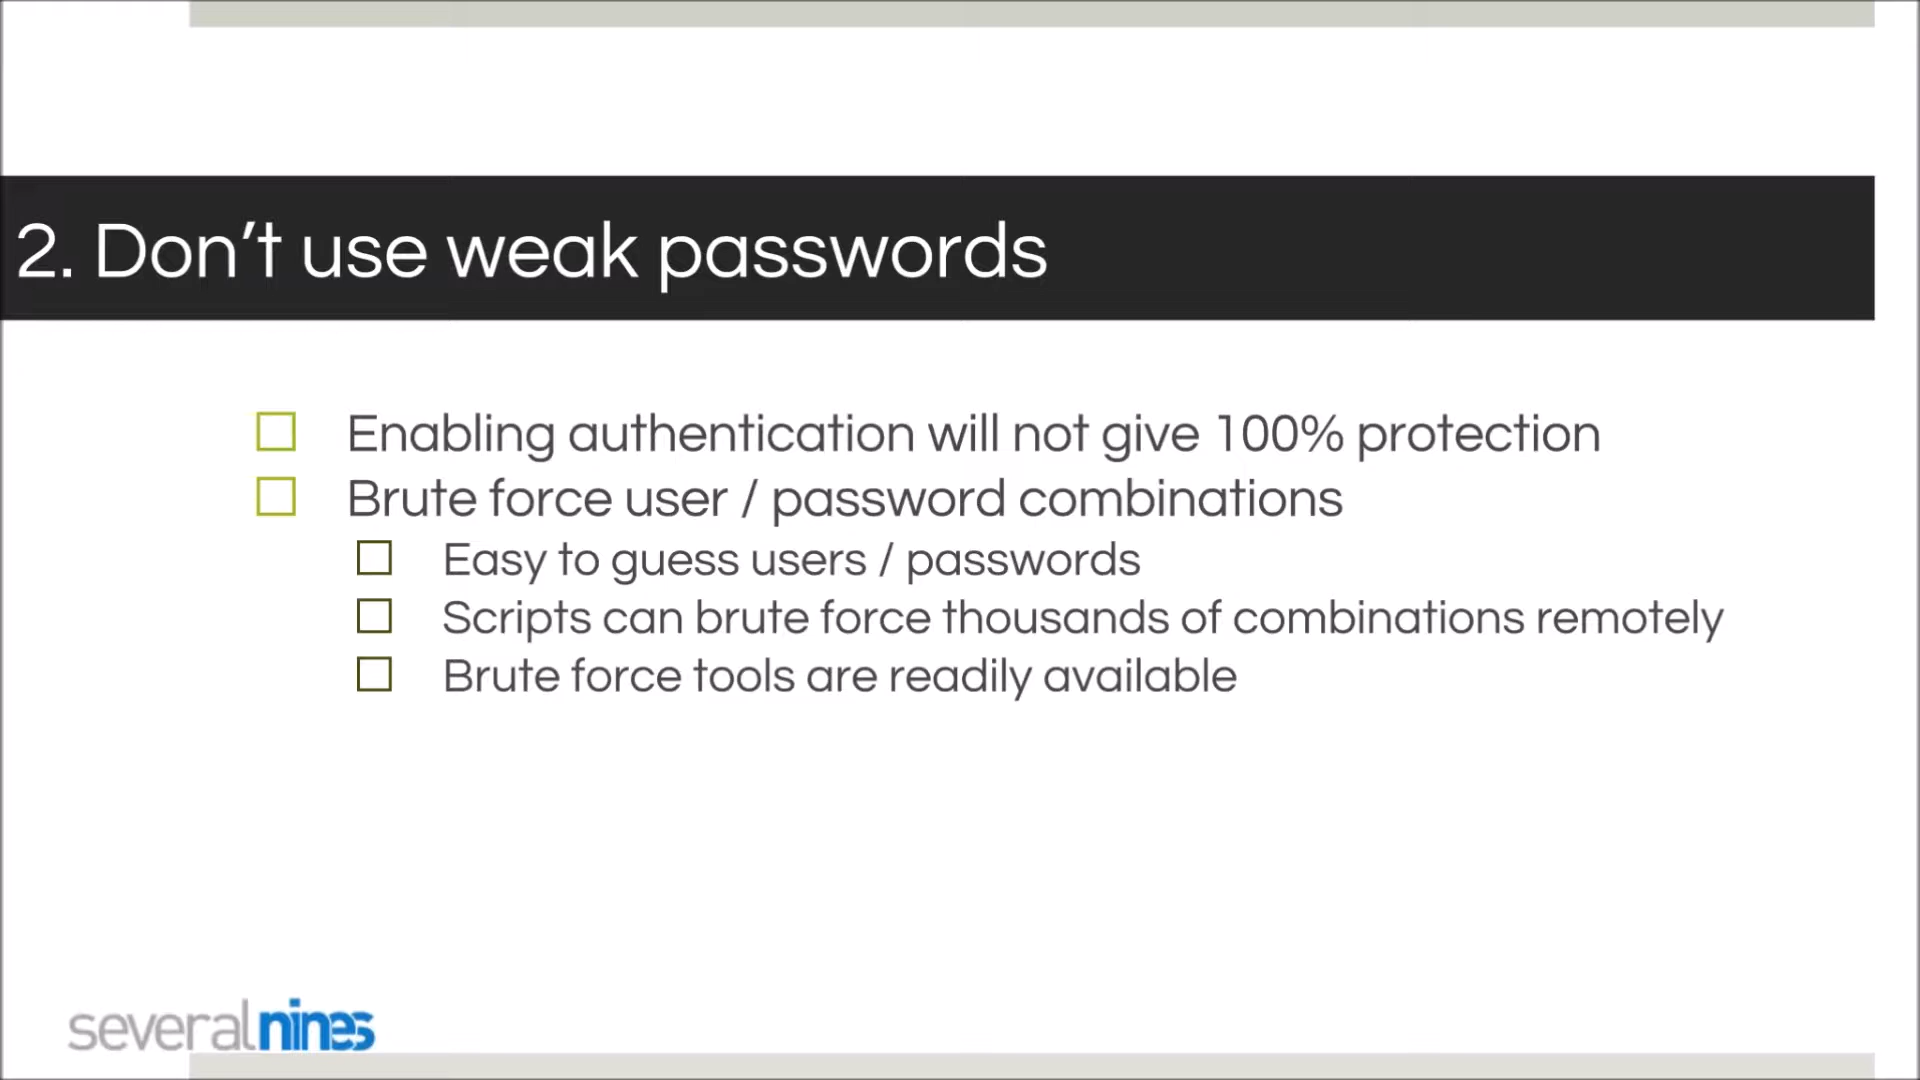 2. Don’t use weak passwords
Enabling authentication will not give 100% protection
Brute force user / password combinations
Easy to guess users / passwords
Scripts can brute force thousands of combinations remotely
Brute force tools are readily available
severalnines